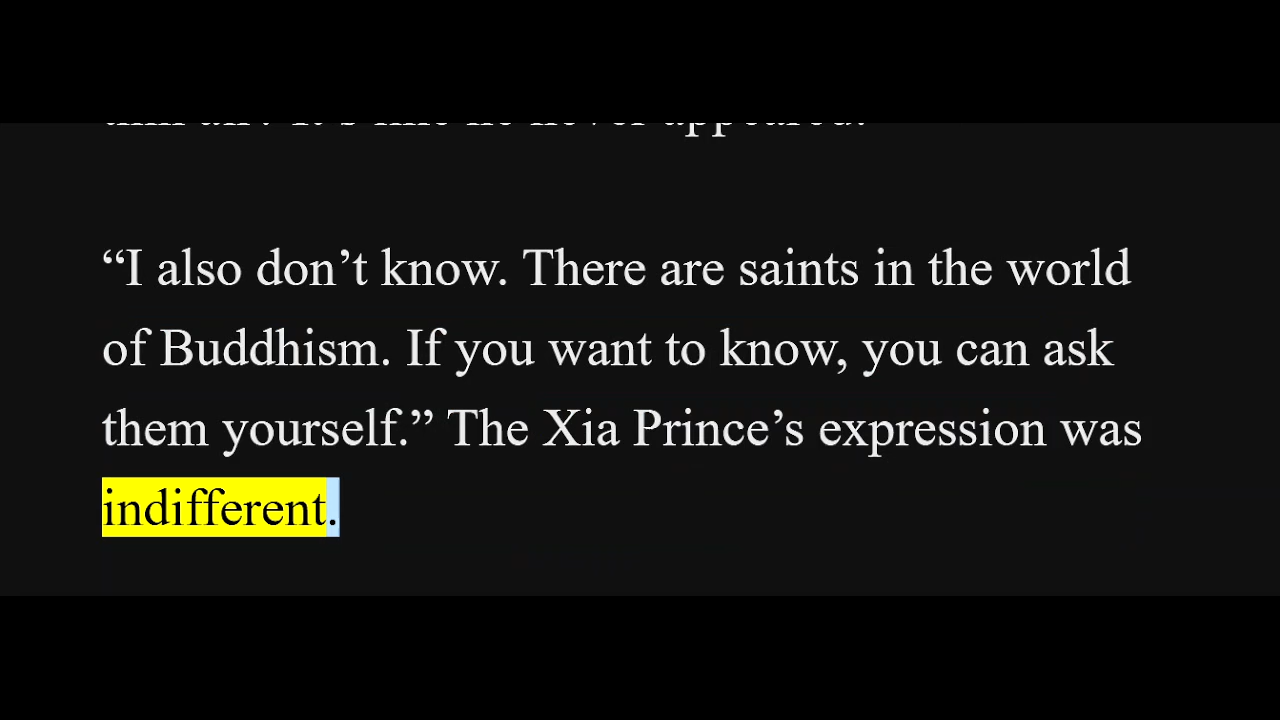 appeared.
“I also don’t know. There are saints in the world
of Buddhism. If you want to know, you can ask
them yourself.” The Xia Prince’s expression was
indifferent.